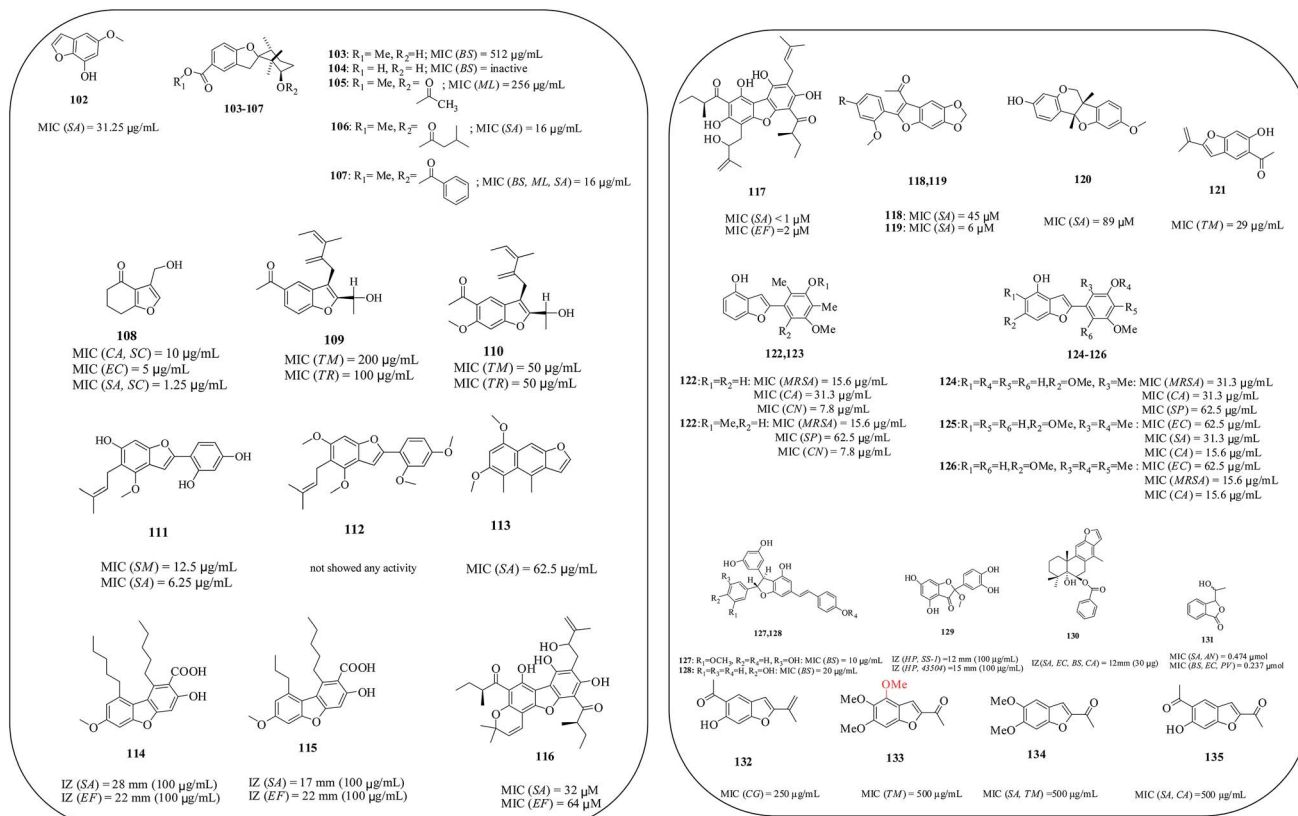 102
MIC (SA) = 31.25 µg/mL
103-107
103: R1= Me, R2=H; MIC (BS) = 512 µg/mL
104: R1= H, R2= H; MIC (BS) = inactive
105: R1= Me, R2= ; MIC (ML) = 256 µg/mL
CH3
106: R1= Me, R2= ; MIC (SA) = 16 µg/mL
107: R1= Me, R2= ; MIC (BS, ML, SA) = 16 µg/mL
108
MIC (CA, SC) = 10 µg/mL
MIC (EC) = 5 µg/mL
MIC (SA, SC) = 1.25 µg/mL
109
MIC (TM) = 200 µg/mL
MIC (TR) = 100 µg/mL
110
MIC (TM) = 50 µg/mL
MIC (TR) = 50 µg/mL
111
MIC (SM) = 12.5 µg/mL
MIC (SA) = 6.25 µg/mL
112
not showed any activity
113
MIC (SA) = 62.5 µg/mL
114
IZ (SA) = 28 mm (100 µg/mL)
IZ (EF) = 22 mm (100 µg/mL)
115
IZ (SA) = 17 mm (100 µg/mL)
IZ (EF) = 22 mm (100 µg/mL)
116
MIC (SA) = 32 µM
MIC (EF) = 64 µM
117
MIC (SA) <1 µM
MIC (EF) =2 µM
118,119
118: MIC (SA) = 45 µM
119: MIC (SA) = 6 µM
120
MIC (SA) = 89 µM
121
MIC (TM) = 29 µg/mL
122,123
122:R1=R2=H: MIC (MRSA) = 15.6 µg/mL
MIC (CA) = 31.3 µg/mL
MIC (CN) = 7.8 µg/mL
122:R1=Me,R2=H: MIC (MRSA) = 15.6 µg/mL
MIC (SP) = 62.5 µg/mL
MIC (CN) = 7.8 µg/mL
124-126
124:R1=R4=R5=R6=H,R2=OMe, R3=Me: MIC (MRSA) = 31.3 µg/mL
MIC (CA) = 31.3 µg/mL
MIC (SP) = 62.5 µg/mL
125:R1=R5=R6=H,R2=OMe, R3=R4=Me : MIC (EC) = 62.5 µg/mL
MIC (SA) = 31.3 µg/mL
MIC (CA) = 15.6 µg/mL
126:R1=R6=H,R2=OMe, R3=R4=R5=Me : MIC (EC) = 62.5 µg/mL
MIC (MRSA) = 15.6 µg/mL
MIC (CA) = 15.6 µg/mL
127,128
127: R1=OCH3, R2=R4=H, R3=OH: MIC (BS) = 10 µg/mL
128: R1=R3=R4=H, R2=OH: MIC (BS) = 20 µg/mL
129
IZ (HP, SS-1) =12 mm (100 µg/mL)
IZ (HP, 43504) =15 mm (100 µg/mL)
130
IZ(SA, EC, BS, CA) = 12mm (30 µg)
131
MIC (SA, AN) = 0.474 µmol
MIC (BS, EC, PV) = 0.237 µmol
132
MIC (CG) = 250 µg/mL
OMe
MeO
MeO
133
MIC (TM) = 500 µg/mL
MeO
MeO
134
MIC (SA, TM) =500 µg/mL
135
MIC (SA, CA) =500 µg/mL